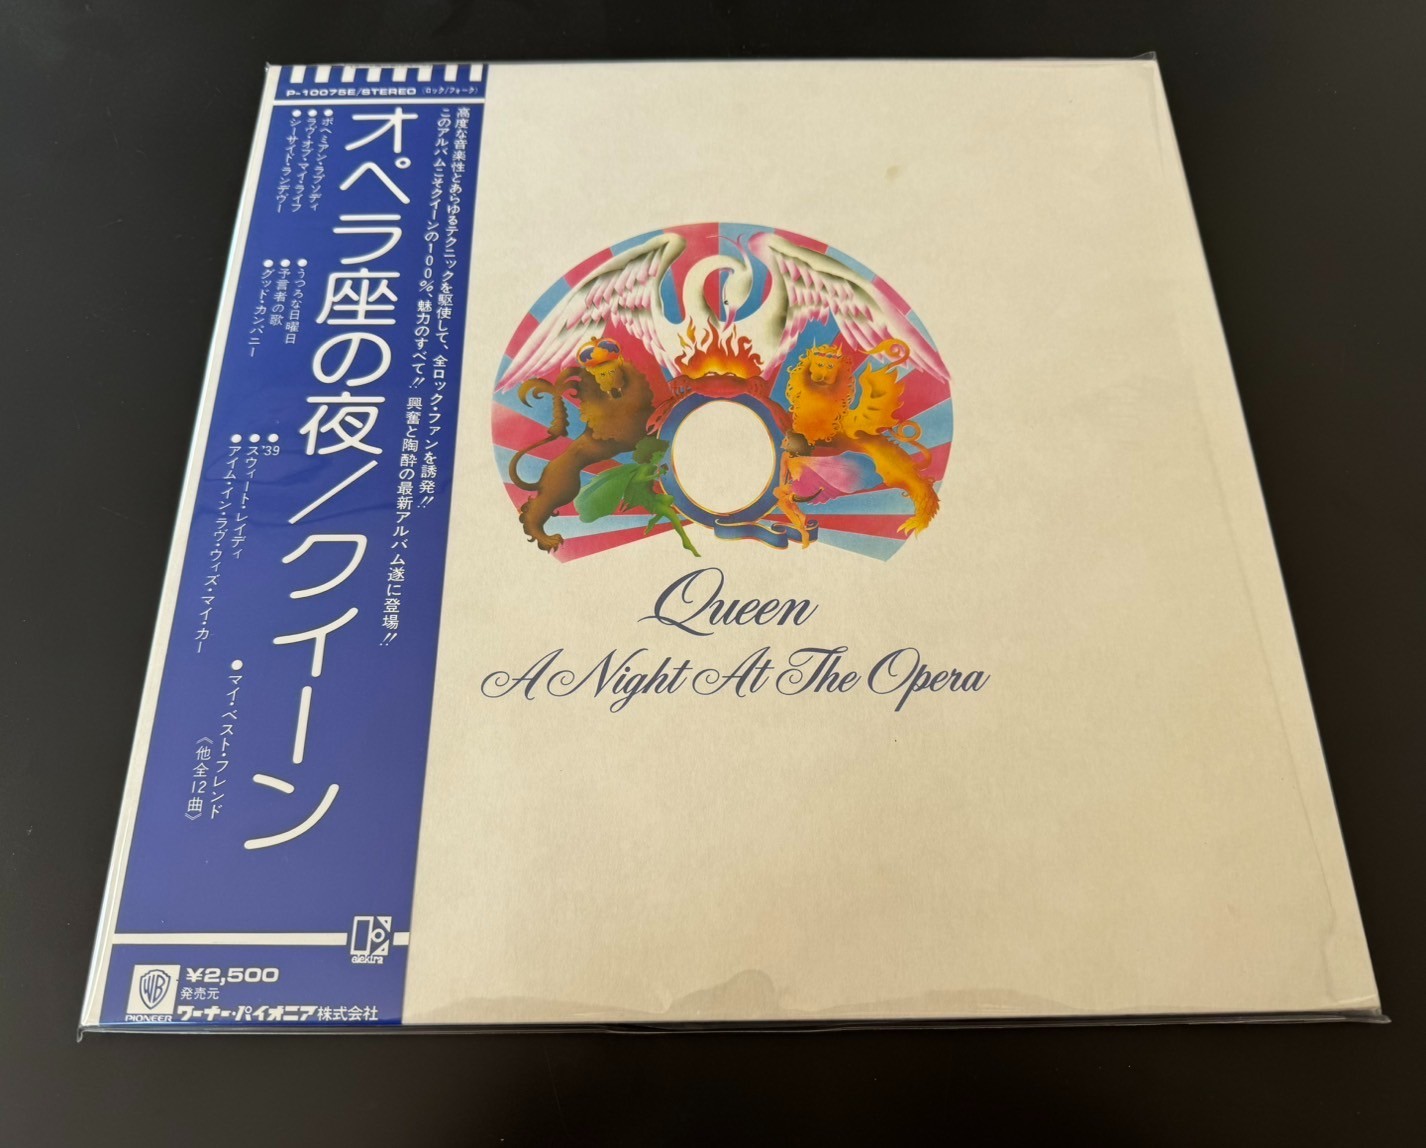 P-10075E/STEREO (ロック/フォーク)
高度な音楽性とあらゆるテクニックを駆使して、全ロック・ファンを誘発!!
このアルバムこそクイーンの100%、魅力のすべて!! 興奮と陶酔の最新アルバム遂に登場!!
オペラ座の夜/クイーン
●ボヘミアン・ラプソディ
●ラヴ・オブ・マイ・ライフ
●シーサイド・ランデヴー
●うつろな日曜日
●予言者の歌
●グッド・カンパニー
●'39
●スウィート・レイディ
●アイム・イン・ラヴ・ウィズ・マイ・カー
●マイ・ベスト・フレンド
《他全12曲》
elektra
WB
PIONEER
¥2,500
発売元
ワーナー・パイオニア株式会社
Queen
A Night At The Opera